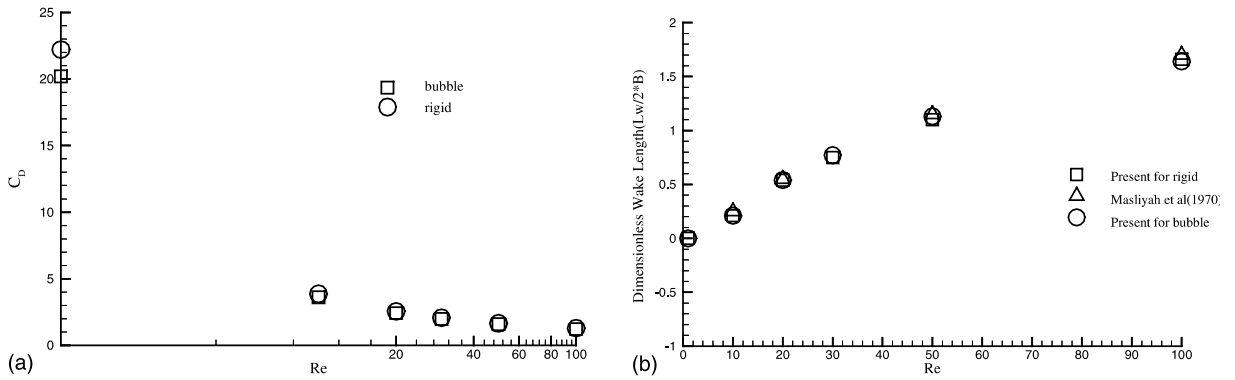 25
20
15
10
5
0
C_D
bubble
rigid
20
40
60
80
100
Re
(a)
2
1.5
1
0.5
0
-0.5
-1
Dimensionless Wake Length(Lw/2*B)
Present for rigid
Masliyah et al(1970)
Present for bubble
0
10
20
30
40
50
60
70
80
90
100
Re
(b)